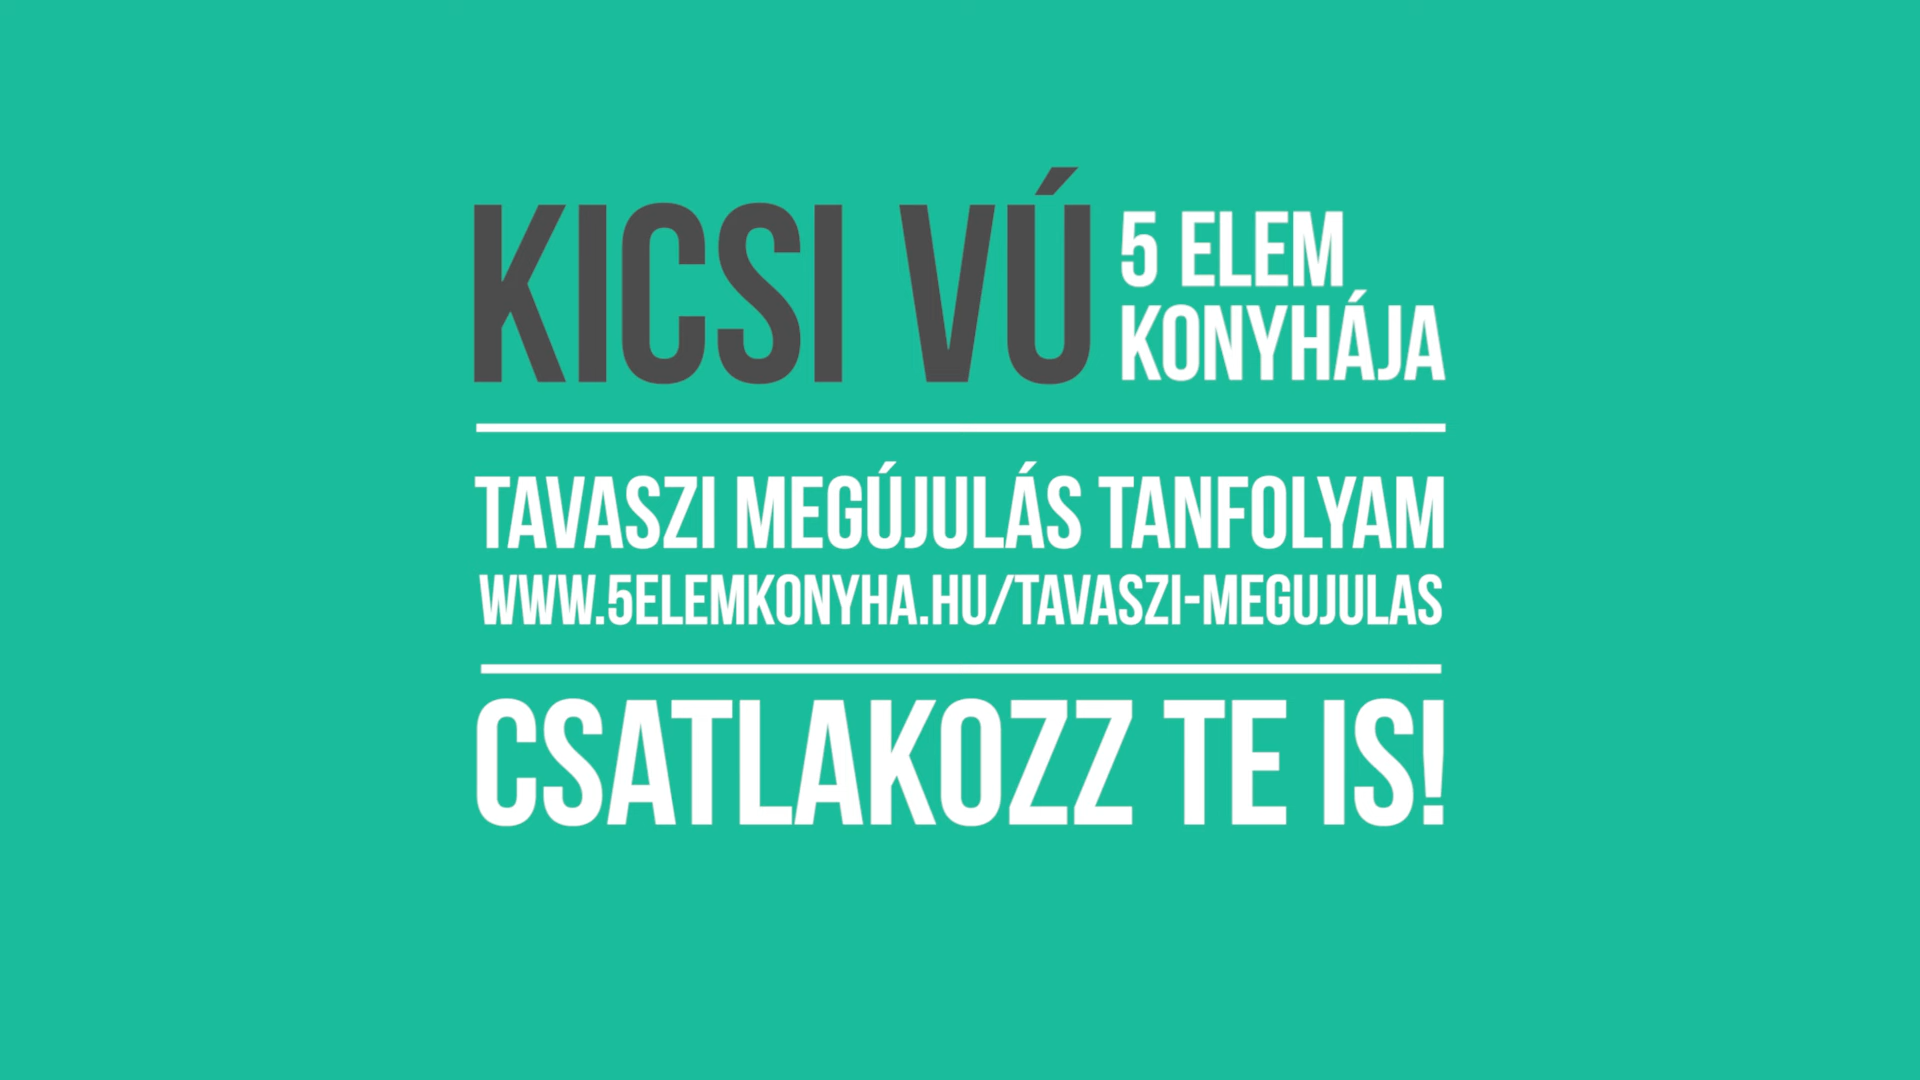 KICSI VÚ
5 ELEM
KONYHÁJA
TAVASZI MEGÚJULÁS TANFOLYAM
WWW.5ELEMKONYHA.HU/TAVASZI-MEGUJULAS
CSATLAKOZZ TE IS!